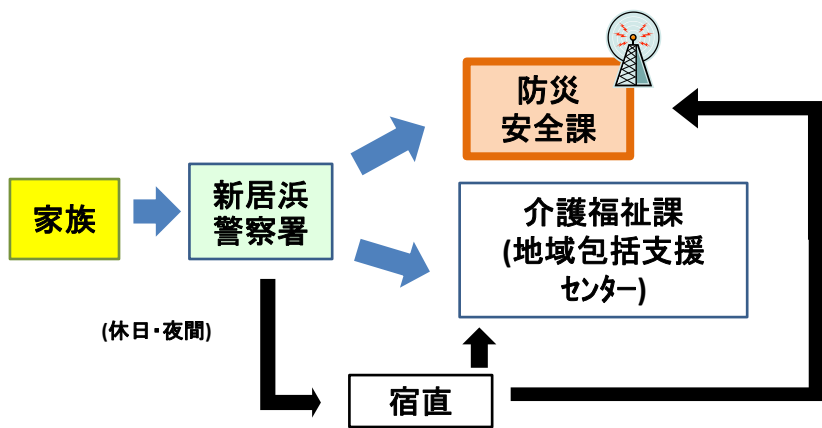 防災
安全課
家族
新居浜
警察署
介護福祉課
(地域包括支援
センター)
(休日・夜間)
宿直